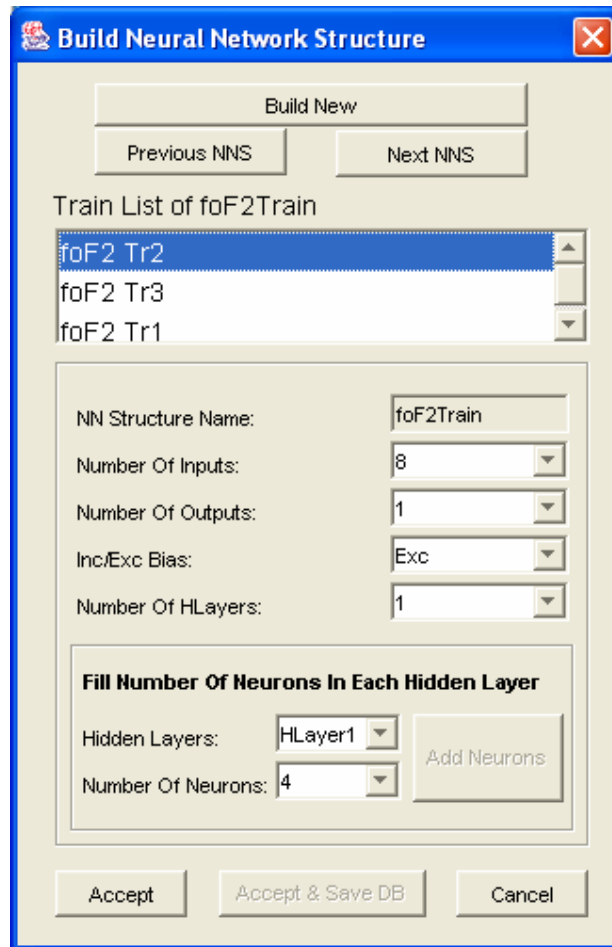 Build Neural Network Structure
Build New
Previous NNS Next NNS
Train List of foF2Train
foF2 Tr2
foF2 Tr3
foF2 Tr1
NN Structure Name: foF2Train
Number Of Inputs: 8
Number Of Outputs: 1
Inc/Exc Bias: Exc
Number Of HLayers: 1
Fill Number Of Neurons In Each Hidden Layer
Hidden Layers: HLayer1
Add Neurons
Number Of Neurons: 4
Accept Accept & Save DB Cancel